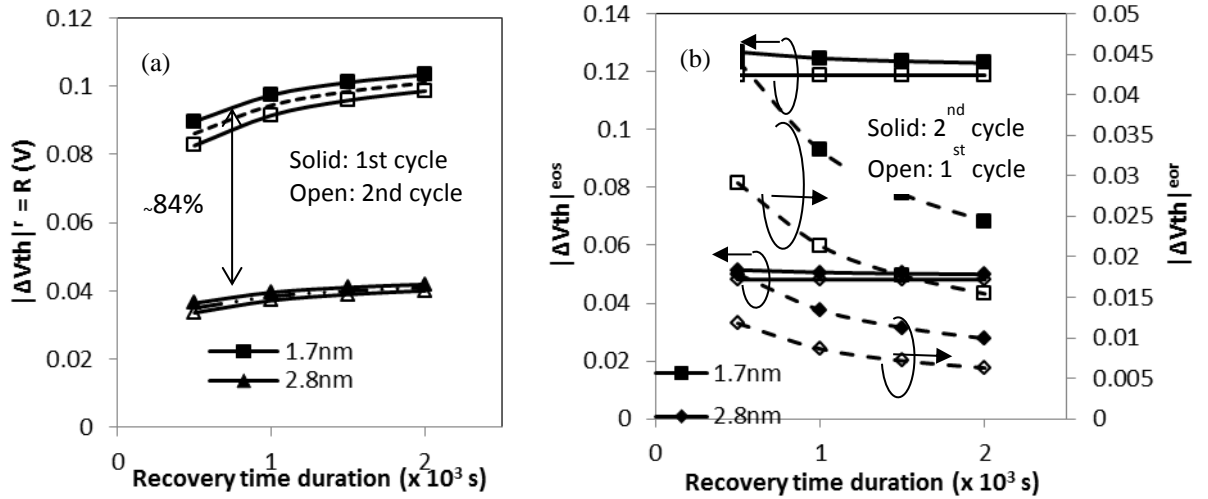 (a)
|ΔVth|ʳ = R (V)
0.12
0.1
0.08
0.06
0.04
0.02
0
Solid: 1st cycle
Open: 2nd cycle
~84%
1.7nm
2.8nm
0 1 2
Recovery time duration (x 10³ s)
(b)
|ΔVth|ᵉᵒˢ
0.14
0.12
0.1
0.08
0.06
0.04
0.02
0
Solid: 2ⁿᵈ cycle
Open: 1ˢᵗ cycle
1.7nm
2.8nm
0.05
0.045
0.04
0.035
0.03
0.025
0.02
0.015
0.01
0.005
0
|ΔVth|ᵉᵒʳ
0 1 2
Recovery time duration (x 10³ s)